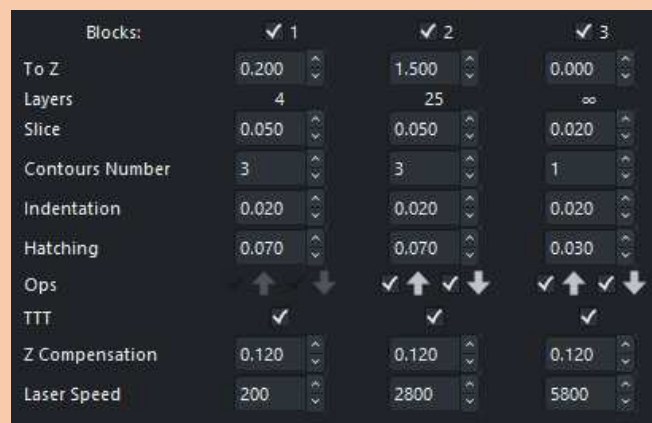 Blocks: 1 2 3
To Z 0.200 1.500 0.000
Layers 4 25 ∞
Slice 0.050 0.050 0.020
Contours Number 3 3 1
Indentation 0.020 0.020 0.020
Hatching 0.070 0.070 0.030
Ops
TTT
Z Compensation 0.120 0.120 0.120
Laser Speed 200 2800 5800